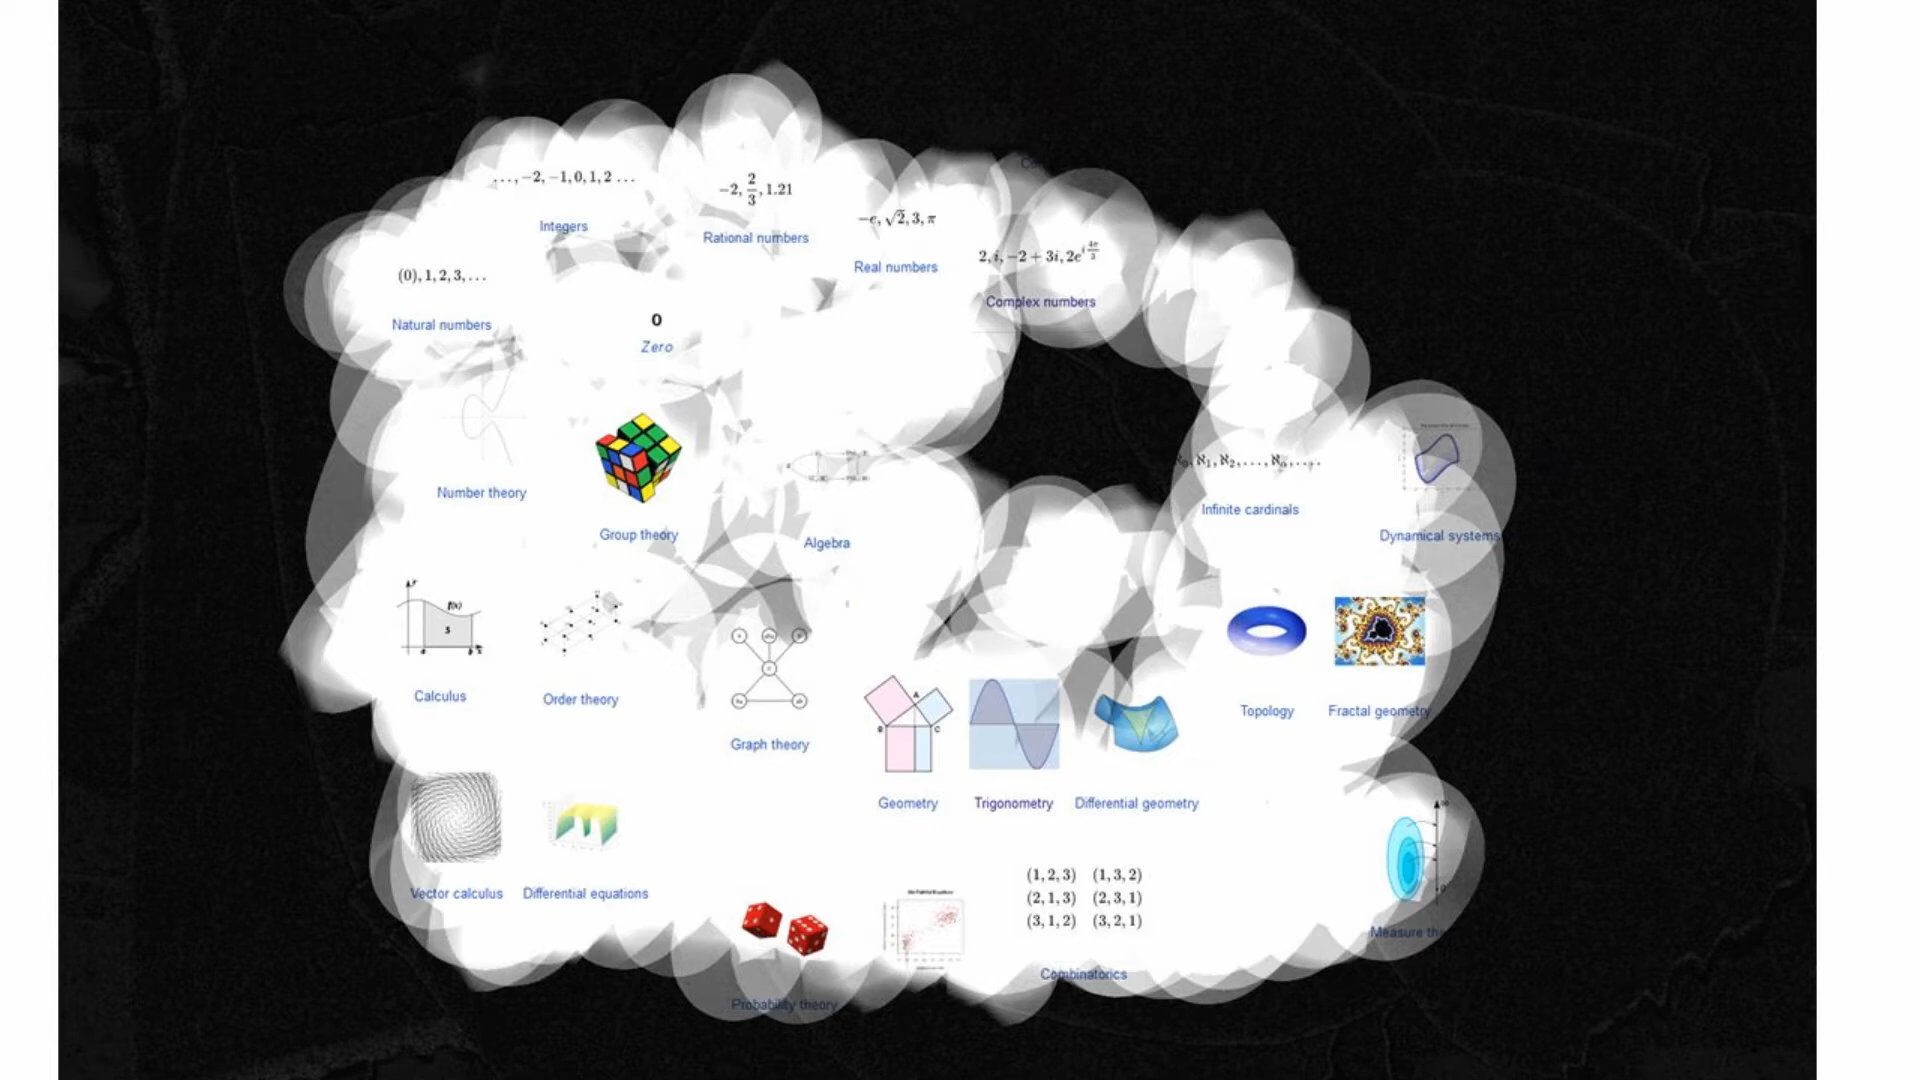 …, −2, −1, 0, 1, 2 …
Integers
−2, 2/3, 1.21
Rational numbers
−e, √2, 3, π
Real numbers
2, i, −2 + 3i, 2e^{i 4π/3}
Complex numbers
(0), 1, 2, 3, …
Natural numbers
0
Zero
Number theory
Group theory
Algebra
ℵ₁, ℵ₂, …, ℵα, ….
Infinite cardinals
Dynamical systems
y
f(x)
S
a b x
Calculus
Order theory
Graph theory
A
B C
Geometry
Trigonometry
Differential geometry
Topology
Fractal geometry
Vector calculus
Differential equations
Probability theory
(1, 2, 3) (1, 3, 2)
(2, 1, 3) (2, 3, 1)
(3, 1, 2) (3, 2, 1)
Combinatorics
Measure